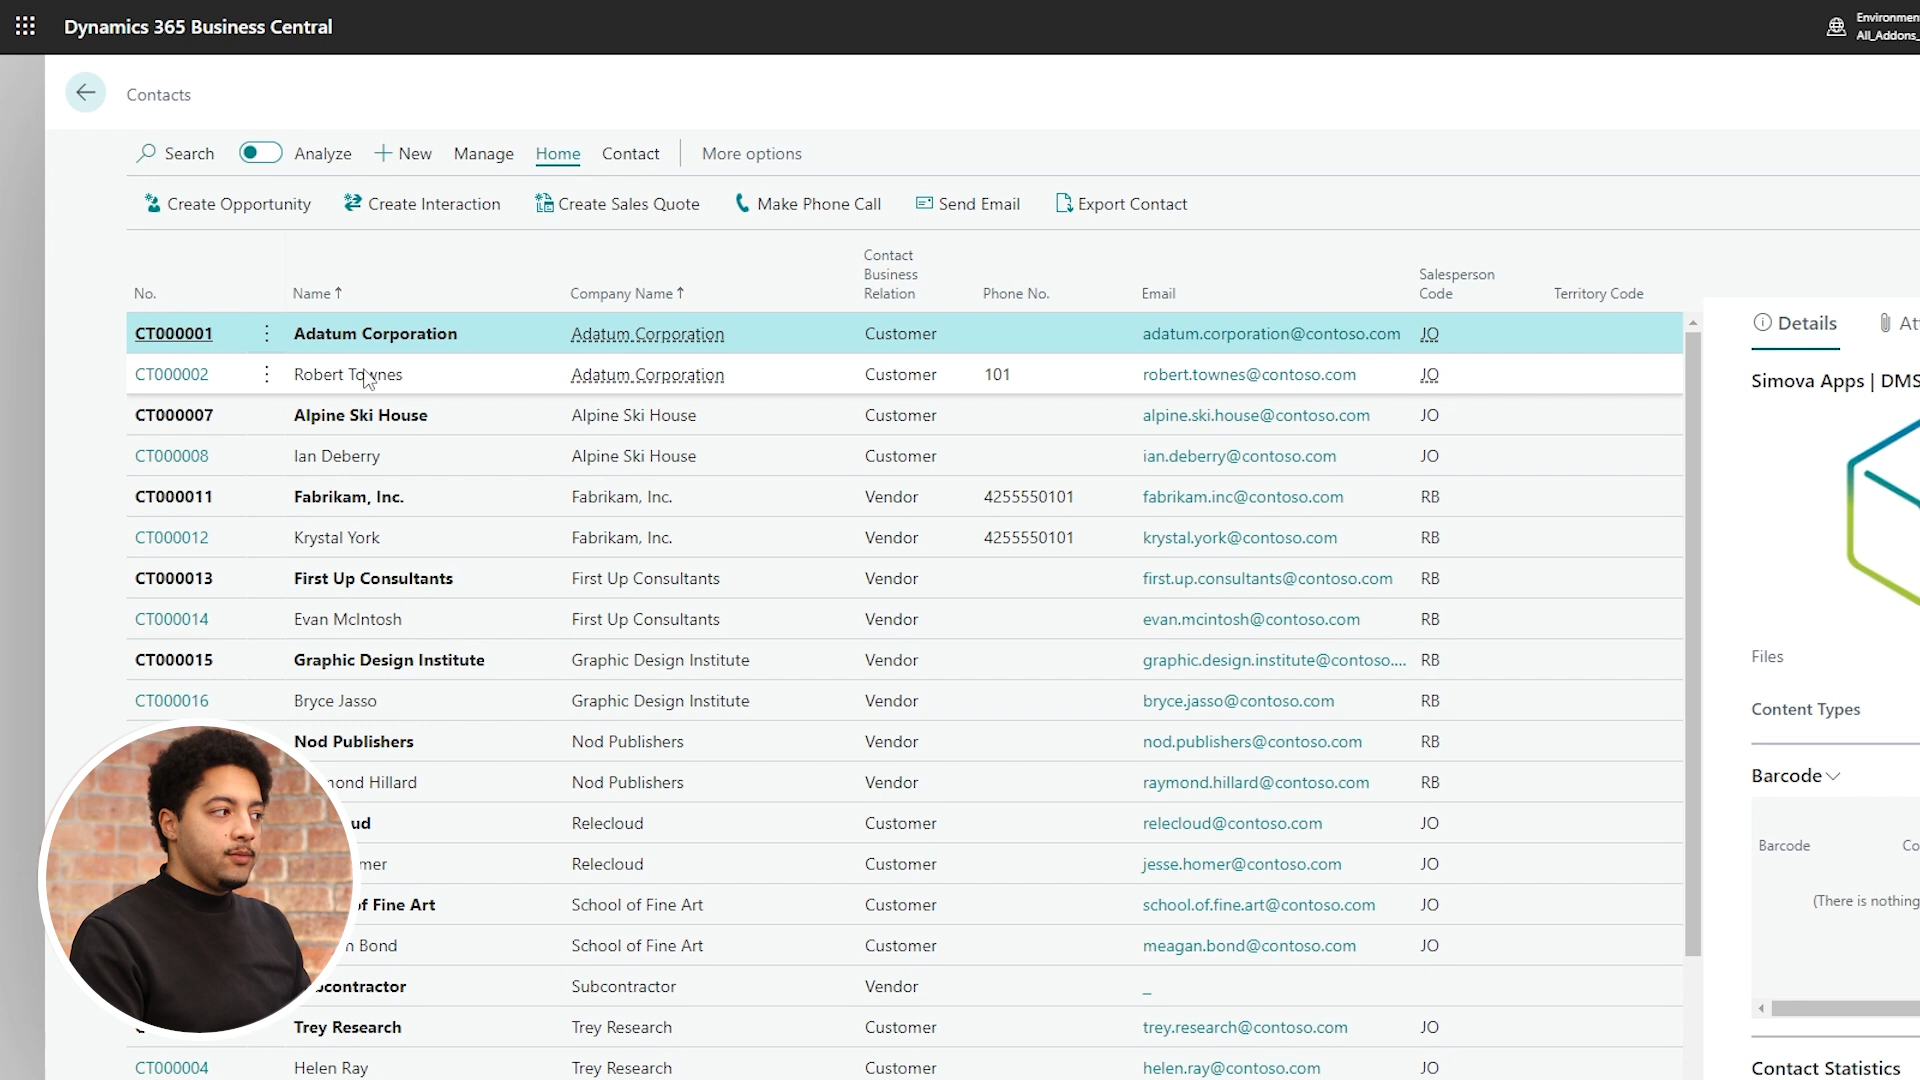 Dynamics 365 Business Central
Environmen
All_Addons_
Contacts
Search Analyze New Manage Home Contact More options
Create Opportunity Create Interaction Create Sales Quote Make Phone Call Send Email Export Contact
No. Name ↑ Company Name ↑ Contact Business Relation Phone No. Email Salesperson Code Territory Code
CT000001 Adatum Corporation Adatum Corporation Customer adatum.corporation@contoso.com JO
CT000002 Robert Townes Adatum Corporation Customer 101 robert.townes@contoso.com JO
CT000007 Alpine Ski House Alpine Ski House Customer alpine.ski.house@contoso.com JO
CT000008 Ian Deberry Alpine Ski House Customer ian.deberry@contoso.com JO
CT000011 Fabrikam, Inc. Fabrikam, Inc. Vendor 4255550101 fabrikam.inc@contoso.com RB
CT000012 Krystal York Fabrikam, Inc. Vendor 4255550101 krystal.york@contoso.com RB
CT000013 First Up Consultants First Up Consultants Vendor first.up.consultants@contoso.com RB
CT000014 Evan McIntosh First Up Consultants Vendor evan.mcintosh@contoso.com RB
CT000015 Graphic Design Institute Graphic Design Institute Vendor graphic.design.institute@contoso.... RB
CT000016 Bryce Jasso Graphic Design Institute Vendor bryce.jasso@contoso.com RB
Nod Publishers Nod Publishers Vendor nod.publishers@contoso.com RB
mond Hillard Nod Publishers Vendor raymond.hillard@contoso.com RB
ud Relecloud Customer relecloud@contoso.com JO
mer Relecloud Customer jesse.homer@contoso.com JO
of Fine Art School of Fine Art Customer school.of.fine.art@contoso.com JO
n Bond School of Fine Art Customer meagan.bond@contoso.com JO
bcontractor Subcontractor Vendor _
Trey Research Trey Research Customer trey.research@contoso.com JO
CT000004 Helen Ray Trey Research Customer helen.ray@contoso.com JO
Details At
Simova Apps | DMS
Files
Content Types
Barcode
Barcode Co
(There is nothing
Contact Statistics